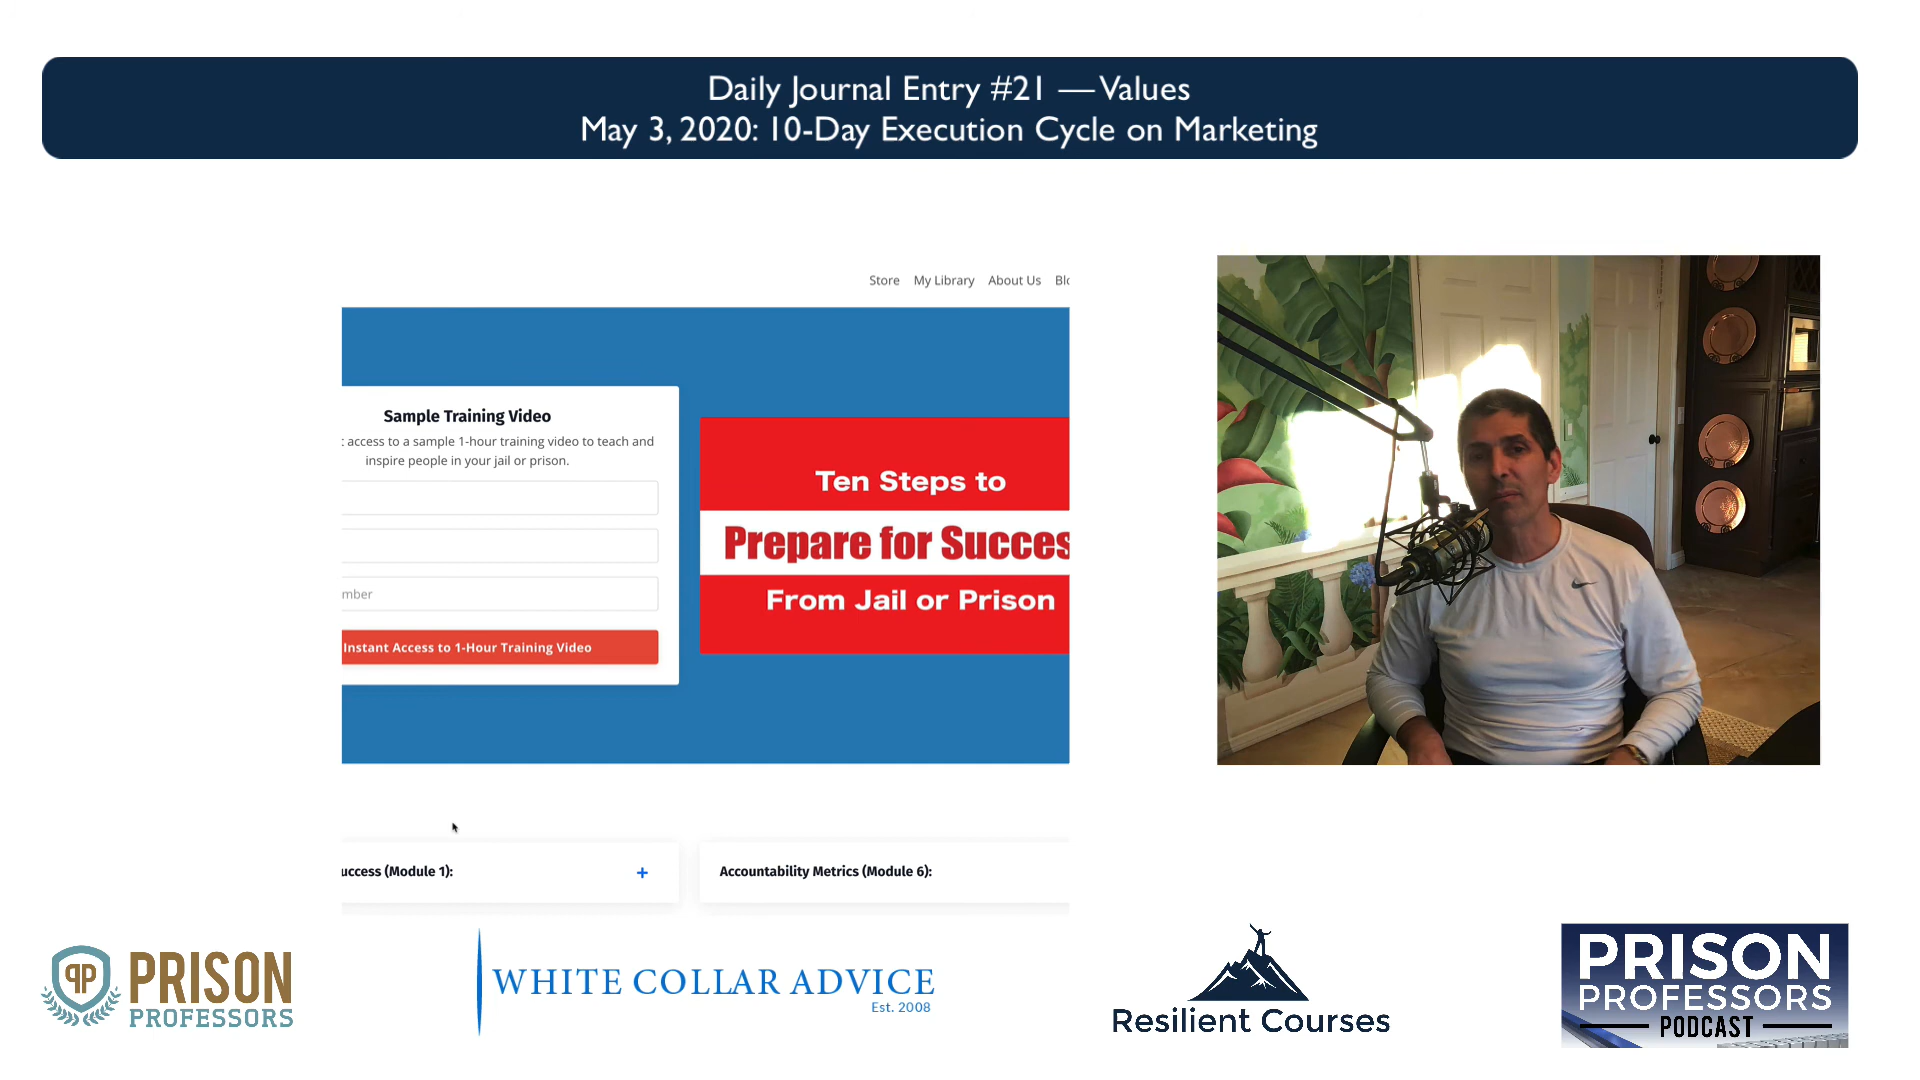 Daily Journal Entry #21 — Values
May 3, 2020: 10-Day Execution Cycle on Marketing
Store My Library About Us
Sample Training Video
access to a sample 1-hour training video to teach and
inspire people in your jail or prison.
mber
Instant Access to 1-Hour Training Video
Ten Steps to
Prepare for Succes
From Jail or Prison
uccess (Module 1): +
Accountability Metrics (Module 6):
PRISON
PROFESSORS
WHITE COLLAR ADVICE
Est. 2008
Resilient Courses
PRISON
PROFESSORS
PODCAST